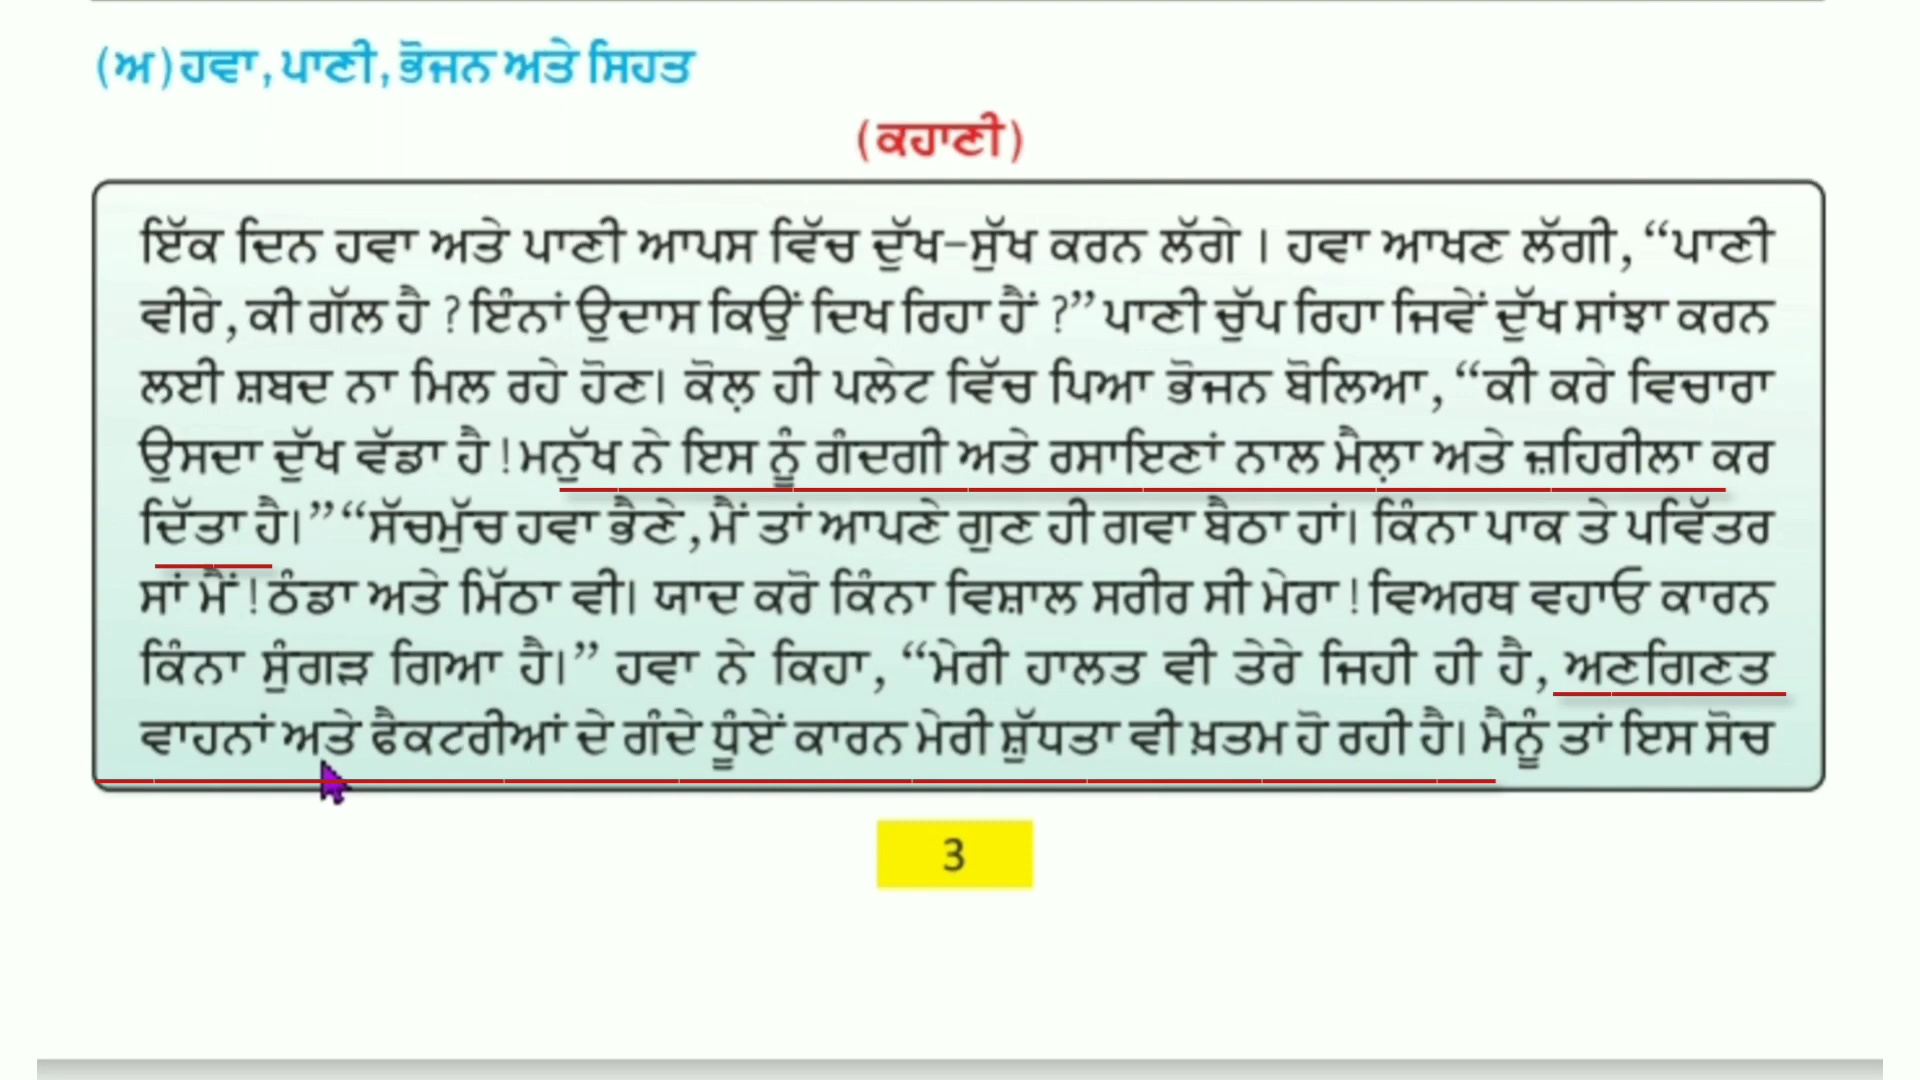 (ਅ) ਹਵਾ, ਪਾਣੀ, ਭੋਜਨ ਅਤੇ ਸਿਹਤ
(ਕਹਾਣੀ)
ਇੱਕ ਦਿਨ ਹਵਾ ਅਤੇ ਪਾਣੀ ਆਪਸ ਵਿੱਚ ਦੁੱਖ-ਸੁੱਖ ਕਰਨ ਲੱਗੇ । ਹਵਾ ਆਖਣ ਲੱਗੀ, “ਪਾਣੀ
ਵੀਰੇ, ਕੀ ਗੱਲ ਹੈ ? ਇੰਨਾਂ ਉਦਾਸ ਕਿਉਂ ਦਿਖ ਰਿਹਾ ਹੈਂ ?” ਪਾਣੀ ਚੁੱਪ ਰਿਹਾ ਜਿਵੇਂ ਦੁੱਖ ਸਾਂਝਾ ਕਰਨ
ਲਈ ਸ਼ਬਦ ਨਾ ਮਿਲ ਰਹੇ ਹੋਣ। ਕੋਲ਼ ਹੀ ਪਲੇਟ ਵਿੱਚ ਪਿਆ ਭੋਜਨ ਬੋਲਿਆ, “ਕੀ ਕਰੇ ਵਿਚਾਰਾ
ਉਸਦਾ ਦੁੱਖ ਵੱਡਾ ਹੈ ! ਮਨੁੱਖ ਨੇ ਇਸ ਨੂੰ ਗੰਦਗੀ ਅਤੇ ਰਸਾਇਣਾਂ ਨਾਲ ਮੈਲ਼ਾ ਅਤੇ ਜ਼ਹਿਰੀਲਾ ਕਰ
ਦਿੱਤਾ ਹੈ।” “ਸੱਚਮੁੱਚ ਹਵਾ ਭੈਣੇ, ਮੈਂ ਤਾਂ ਆਪਣੇ ਗੁਣ ਹੀ ਗਵਾ ਬੈਠਾ ਹਾਂ। ਕਿੰਨਾ ਪਾਕ ਤੇ ਪਵਿੱਤਰ
ਸਾਂ ਮੈਂ ! ਠੰਡਾ ਅਤੇ ਮਿੱਠਾ ਵੀ। ਯਾਦ ਕਰੋ ਕਿੰਨਾ ਵਿਸ਼ਾਲ ਸਰੀਰ ਸੀ ਮੇਰਾ ! ਵਿਅਰਥ ਵਹਾਓ ਕਾਰਨ
ਕਿੰਨਾ ਸੁੰਗੜ ਗਿਆ ਹੈ।” ਹਵਾ ਨੇ ਕਿਹਾ, “ਮੇਰੀ ਹਾਲਤ ਵੀ ਤੇਰੇ ਜਿਹੀ ਹੀ ਹੈ, ਅਣਗਿਣਤ
ਵਾਹਨਾਂ ਅਤੇ ਫੈਕਟਰੀਆਂ ਦੇ ਗੰਦੇ ਧੂੰਏਂ ਕਾਰਨ ਮੇਰੀ ਸ਼ੁੱਧਤਾ ਵੀ ਖ਼ਤਮ ਹੋ ਰਹੀ ਹੈ। ਮੈਨੂੰ ਤਾਂ ਇਸ ਸੋਚ
3